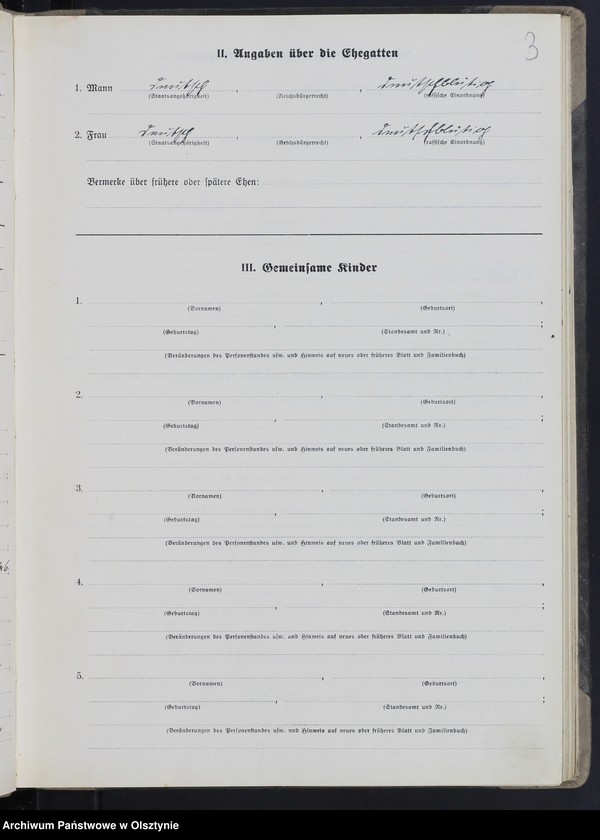 3
II. Angaben über die Ehegatten
1. Mann deutsch , , deutschblütig
(Staatsangehörigkeit) (Reichsbürgerrecht) (rassische Einordnung)
2. Frau deutsch , , deutschblütig
(Staatsangehörigkeit) (Reichsbürgerrecht) (rassische Einordnung)
Vermerke über frühere oder spätere Ehen:
III. Gemeinsame Kinder
1. , ,
(Vornamen) (Geburtsort)
, ;
(Geburtstag) (Standesamt und Nr.)
(Veränderungen des Personenstandes usw. und Hinweis auf neues oder früheres Blatt und Familienbuch)
2. , ,
(Vornamen) (Geburtsort)
, ;
(Geburtstag) (Standesamt und Nr.)
(Veränderungen des Personenstandes usw. und Hinweis auf neues oder früheres Blatt und Familienbuch)
3. , ,
(Vornamen) (Geburtsort)
, ;
(Geburtstag) (Standesamt und Nr.)
(Veränderungen des Personenstandes usw. und Hinweis auf neues oder früheres Blatt und Familienbuch)
4. , ,
(Vornamen) (Geburtsort)
, ;
(Geburtstag) (Standesamt und Nr.)
(Veränderungen des Personenstandes usw. und Hinweis auf neues oder früheres Blatt und Familienbuch)
5. , ,
(Vornamen) (Geburtsort)
, ;
(Geburtstag) (Standesamt und Nr.)
(Veränderungen des Personenstandes usw. und Hinweis auf neues oder früheres Blatt und Familienbuch)
Archiwum Państwowe w Olsztynie